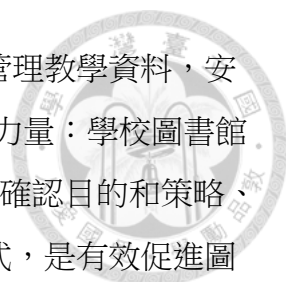 管理教學資料，安
力量：學校圖書館
確認目的和策略、
式，是有效促進圖